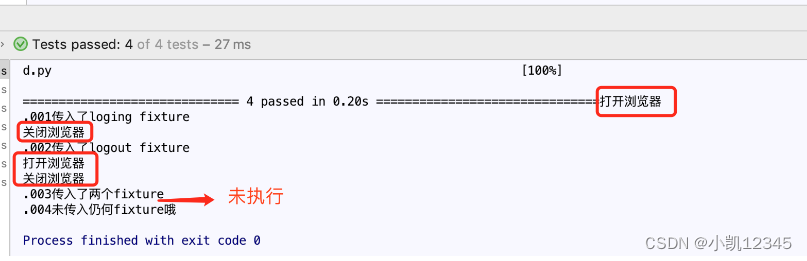 Tests passed: 4 of 4 tests – 27 ms
d.py [100%]
============================== 4 passed in 0.20s ===============================打开浏览器
.001传入了loging fixture
关闭浏览器
.002传入了logout fixture
打开浏览器
关闭浏览器
.003传入了两个fixture 未执行
.004未传入仍何fixture哦
Process finished with exit code 0
CSDN @小凯12345